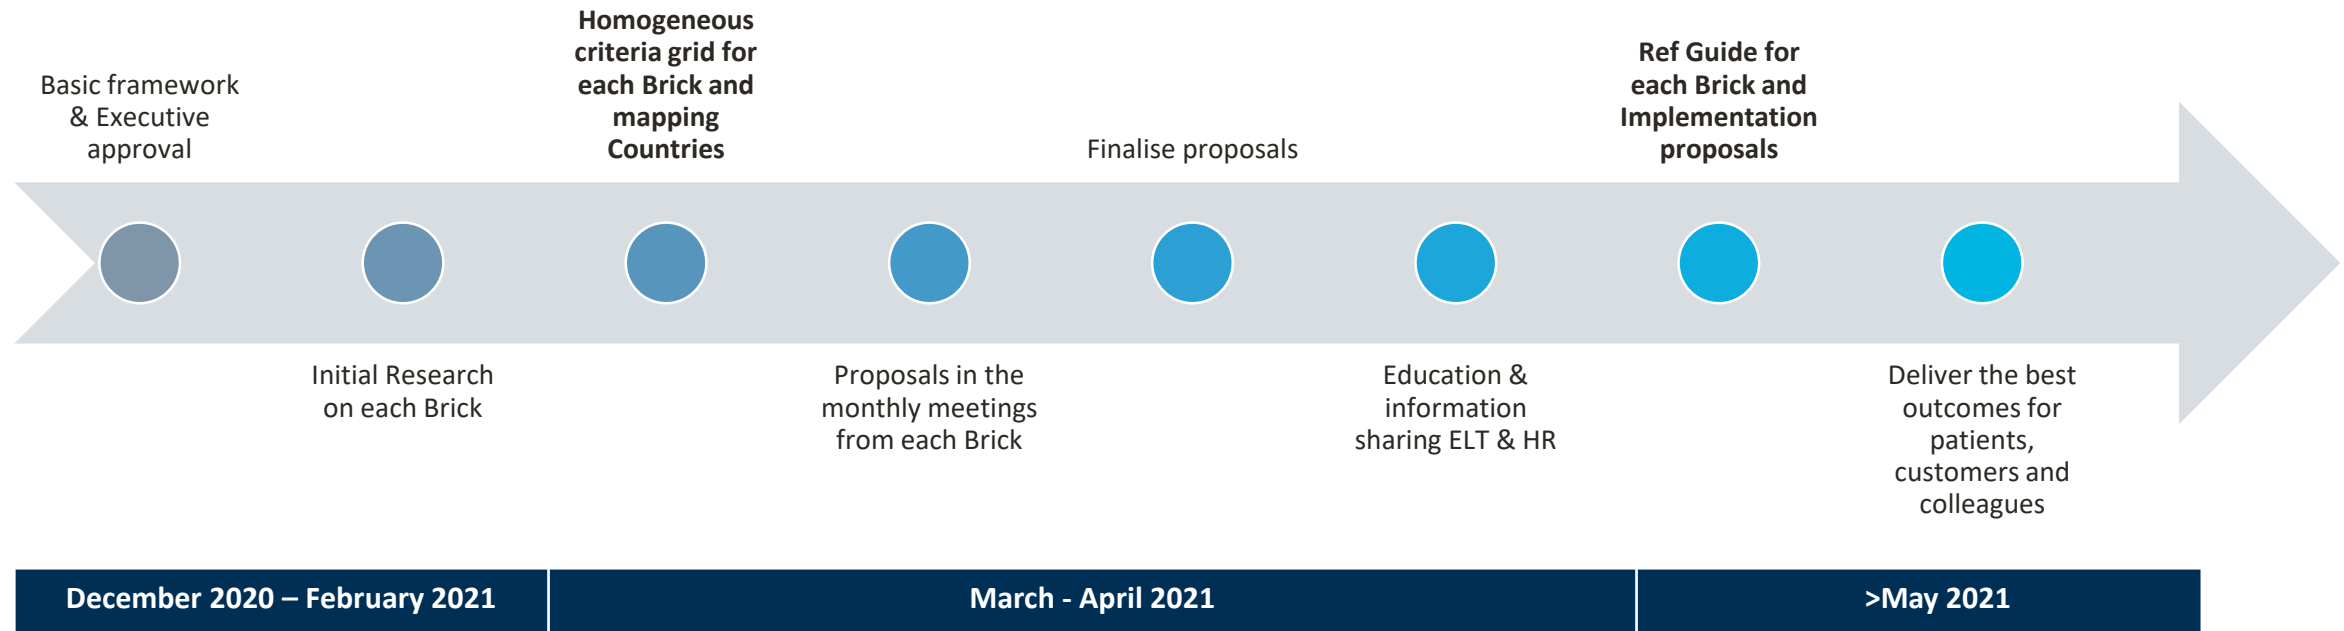 Basic framework
& Executive
approval
Initial Research
on each Brick
Homogeneous
criteria grid for
each Brick and
mapping
Countries
Proposals in the
monthly meetings
from each Brick
Finalise proposals
Education &
information
sharing ELT & HR
Ref Guide for
each Brick and
Implementation
proposals
Deliver the best
outcomes for
patients,
customers and
colleagues
December 2020 – February 2021
March - April 2021
>May 2021